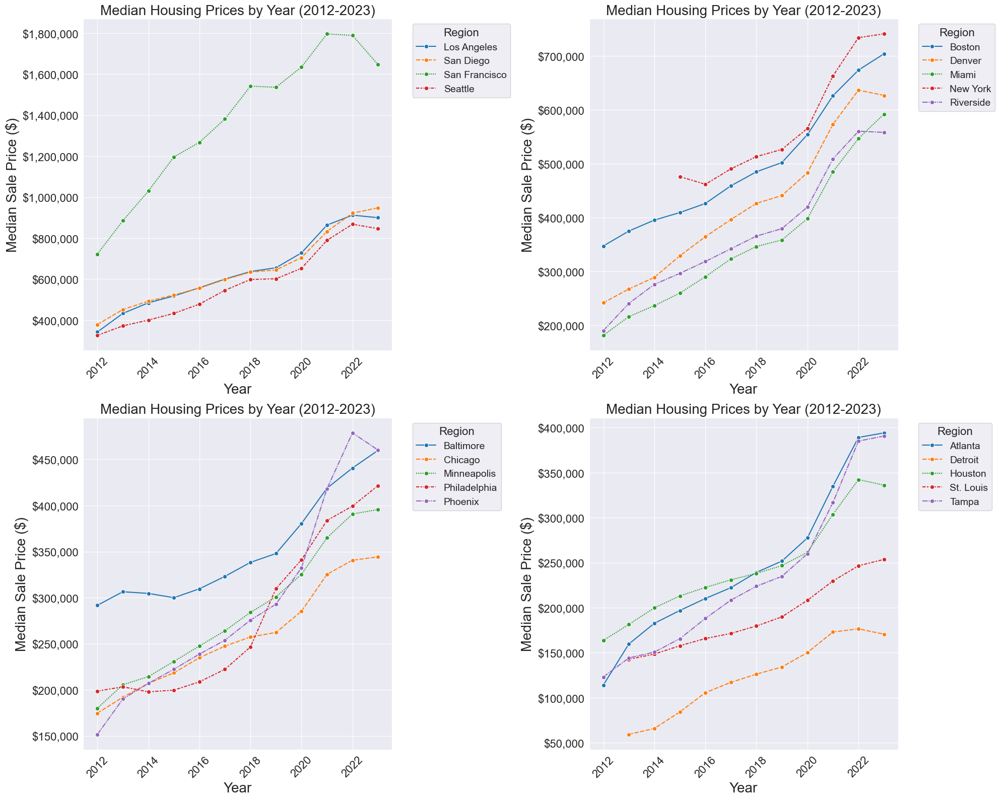 Median Housing Prices by Year (2012-2023)
$1,800,000
$1,600,000
$1,400,000
$1,200,000
$1,000,000
$800,000
$600,000
$400,000
Median Sale Price ($)
2012
2014
2016
2018
2020
2022
Year
Region
Los Angeles
San Diego
San Francisco
Seattle
Median Housing Prices by Year (2012-2023)
$700,000
$600,000
$500,000
$400,000
$300,000
$200,000
Median Sale Price ($)
2012
2014
2016
2018
2020
2022
Year
Region
Boston
Denver
Miami
New York
Riverside
Median Housing Prices by Year (2012-2023)
$450,000
$400,000
$350,000
$300,000
$250,000
$200,000
$150,000
Median Sale Price ($)
2012
2014
2016
2018
2020
2022
Year
Region
Baltimore
Chicago
Minneapolis
Philadelphia
Phoenix
Median Housing Prices by Year (2012-2023)
$400,000
$350,000
$300,000
$250,000
$200,000
$150,000
$100,000
$50,000
Median Sale Price ($)
2012
2014
2016
2018
2020
2022
Year
Region
Atlanta
Detroit
Houston
St. Louis
Tampa